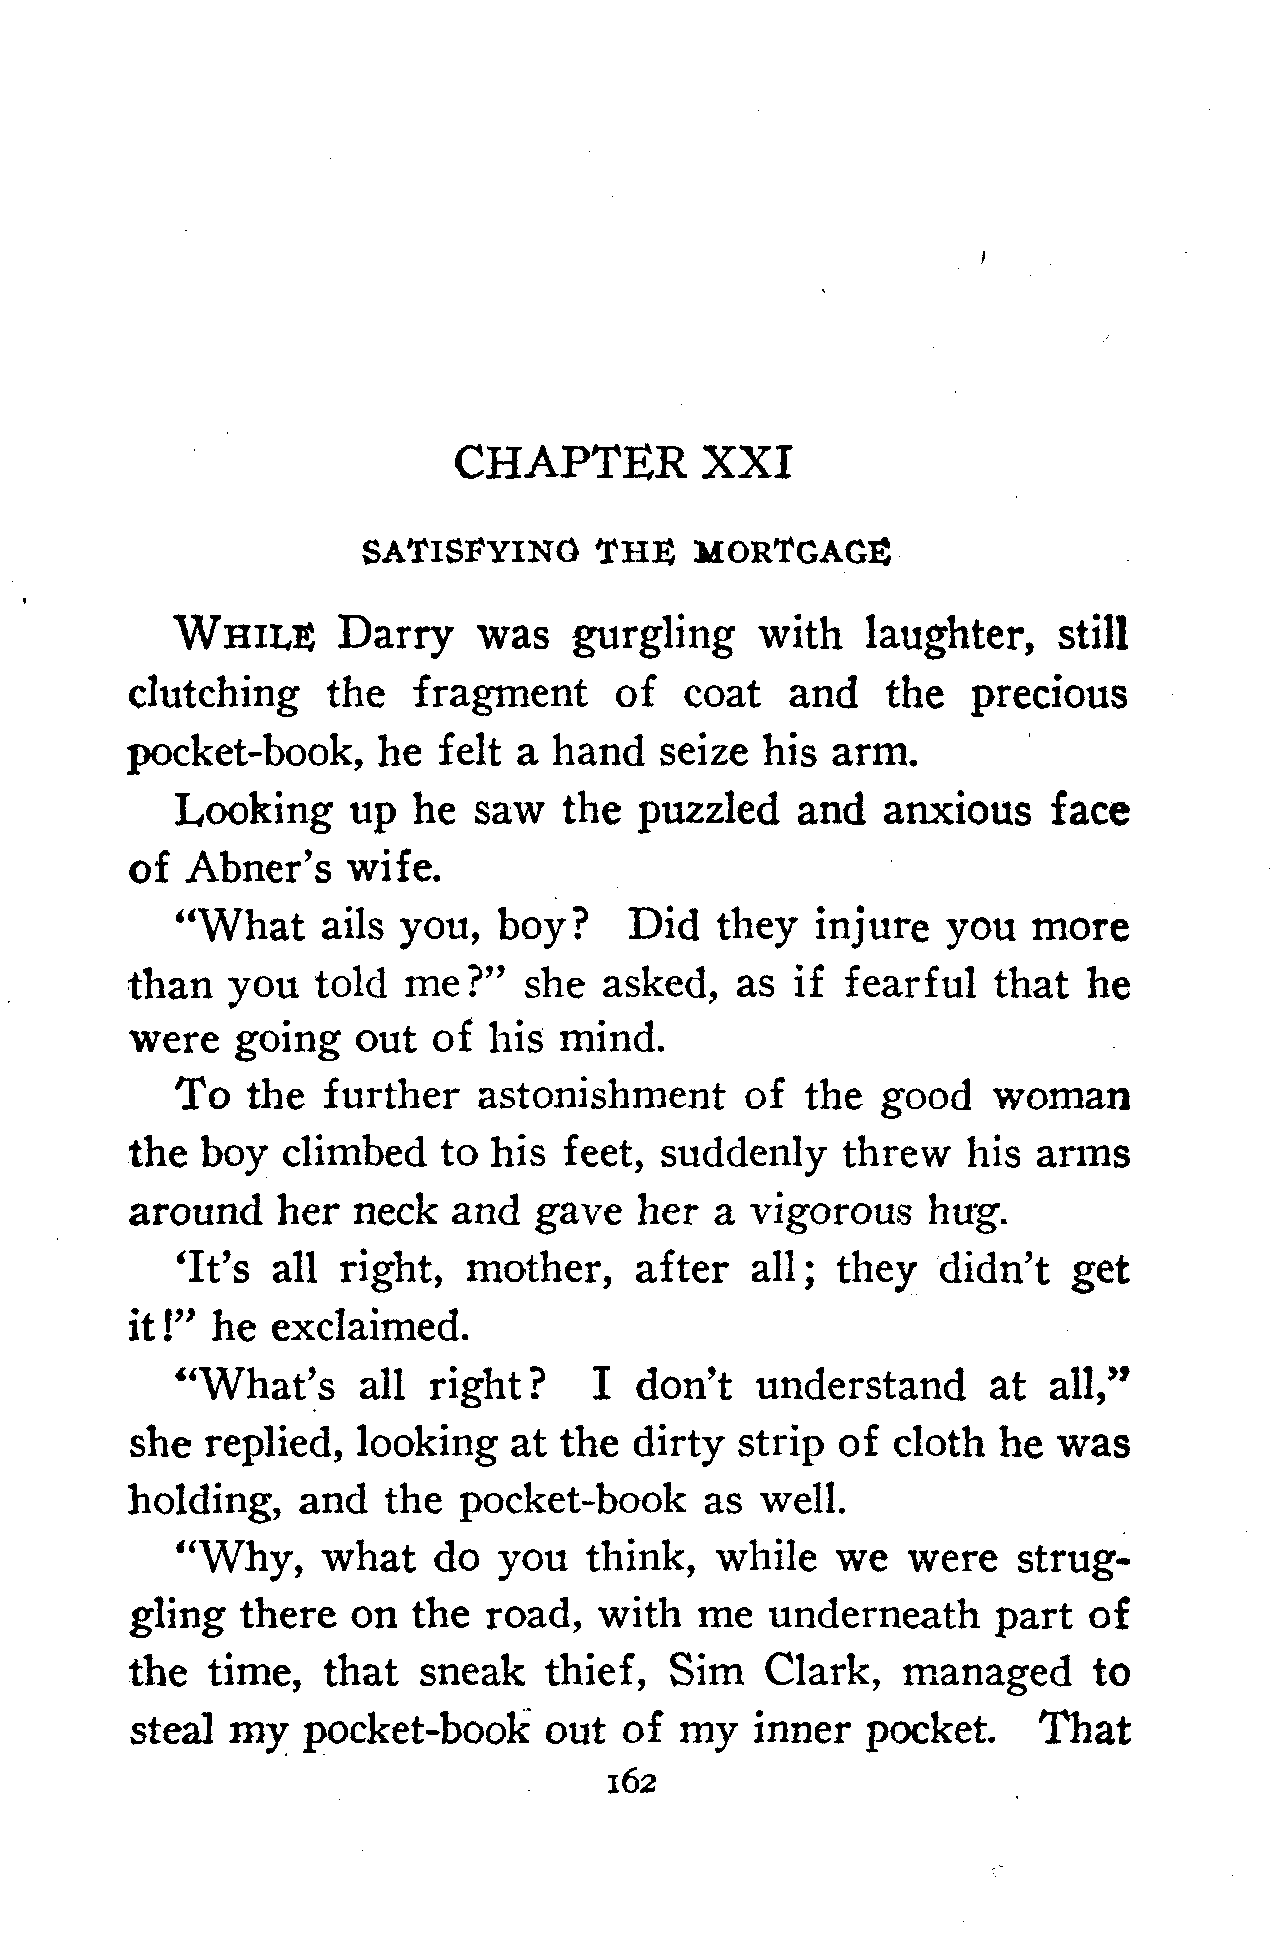 CHAPTER XXI
SATISFYING THE MORTGAGE
WHILE Darry was gurgling with laughter, still
clutching the fragment of coat and the precious
pocket-book, he felt a hand seize his arm.
Looking up he saw the puzzled and anxious face
of Abner's wife.
“What ails you, boy? Did they injure you more
than you told me?” she asked, as if fearful that he
were going out of his mind.
To the further astonishment of the good woman
the boy climbed to his feet, suddenly threw his arms
around her neck and gave her a vigorous hug.
‘It's all right, mother, after all; they didn't get
it!” he exclaimed.
“What's all right? I don't understand at all,”
she replied, looking at the dirty strip of cloth he was
holding, and the pocket-book as well.
“Why, what do you think, while we were strug-
gling there on the road, with me underneath part of
the time, that sneak thief, Sim Clark, managed to
steal my pocket-book out of my inner pocket. That
162